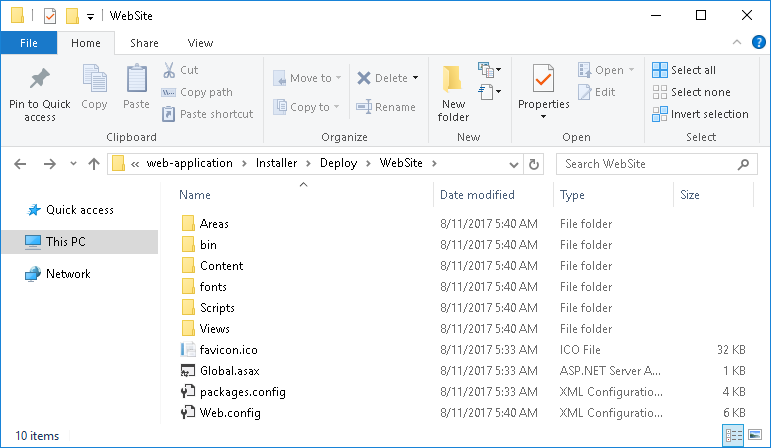 WebSite
File Home Share View
Pin to Quick access
Copy
Paste
Cut
Copy path
Paste shortcut
Clipboard
Move to
Copy to
Delete
Rename
Organize
New folder
New
Properties
Open
Edit
Open
Select all
Select none
Invert selection
Select
« web-application > Installer > Deploy > WebSite >
Search WebSite
Quick access
This PC
Network
Name Date modified Type Size
Areas 8/11/2017 5:40 AM File folder
bin 8/11/2017 5:40 AM File folder
Content 8/11/2017 5:40 AM File folder
fonts 8/11/2017 5:40 AM File folder
Scripts 8/11/2017 5:40 AM File folder
Views 8/11/2017 5:40 AM File folder
favicon.ico 8/11/2017 5:33 AM ICO File 32 KB
Global.asax 8/11/2017 5:33 AM ASP.NET Server A... 1 KB
packages.config 8/11/2017 5:33 AM XML Configuratio... 4 KB
Web.config 8/11/2017 5:40 AM XML Configuratio... 6 KB
10 items